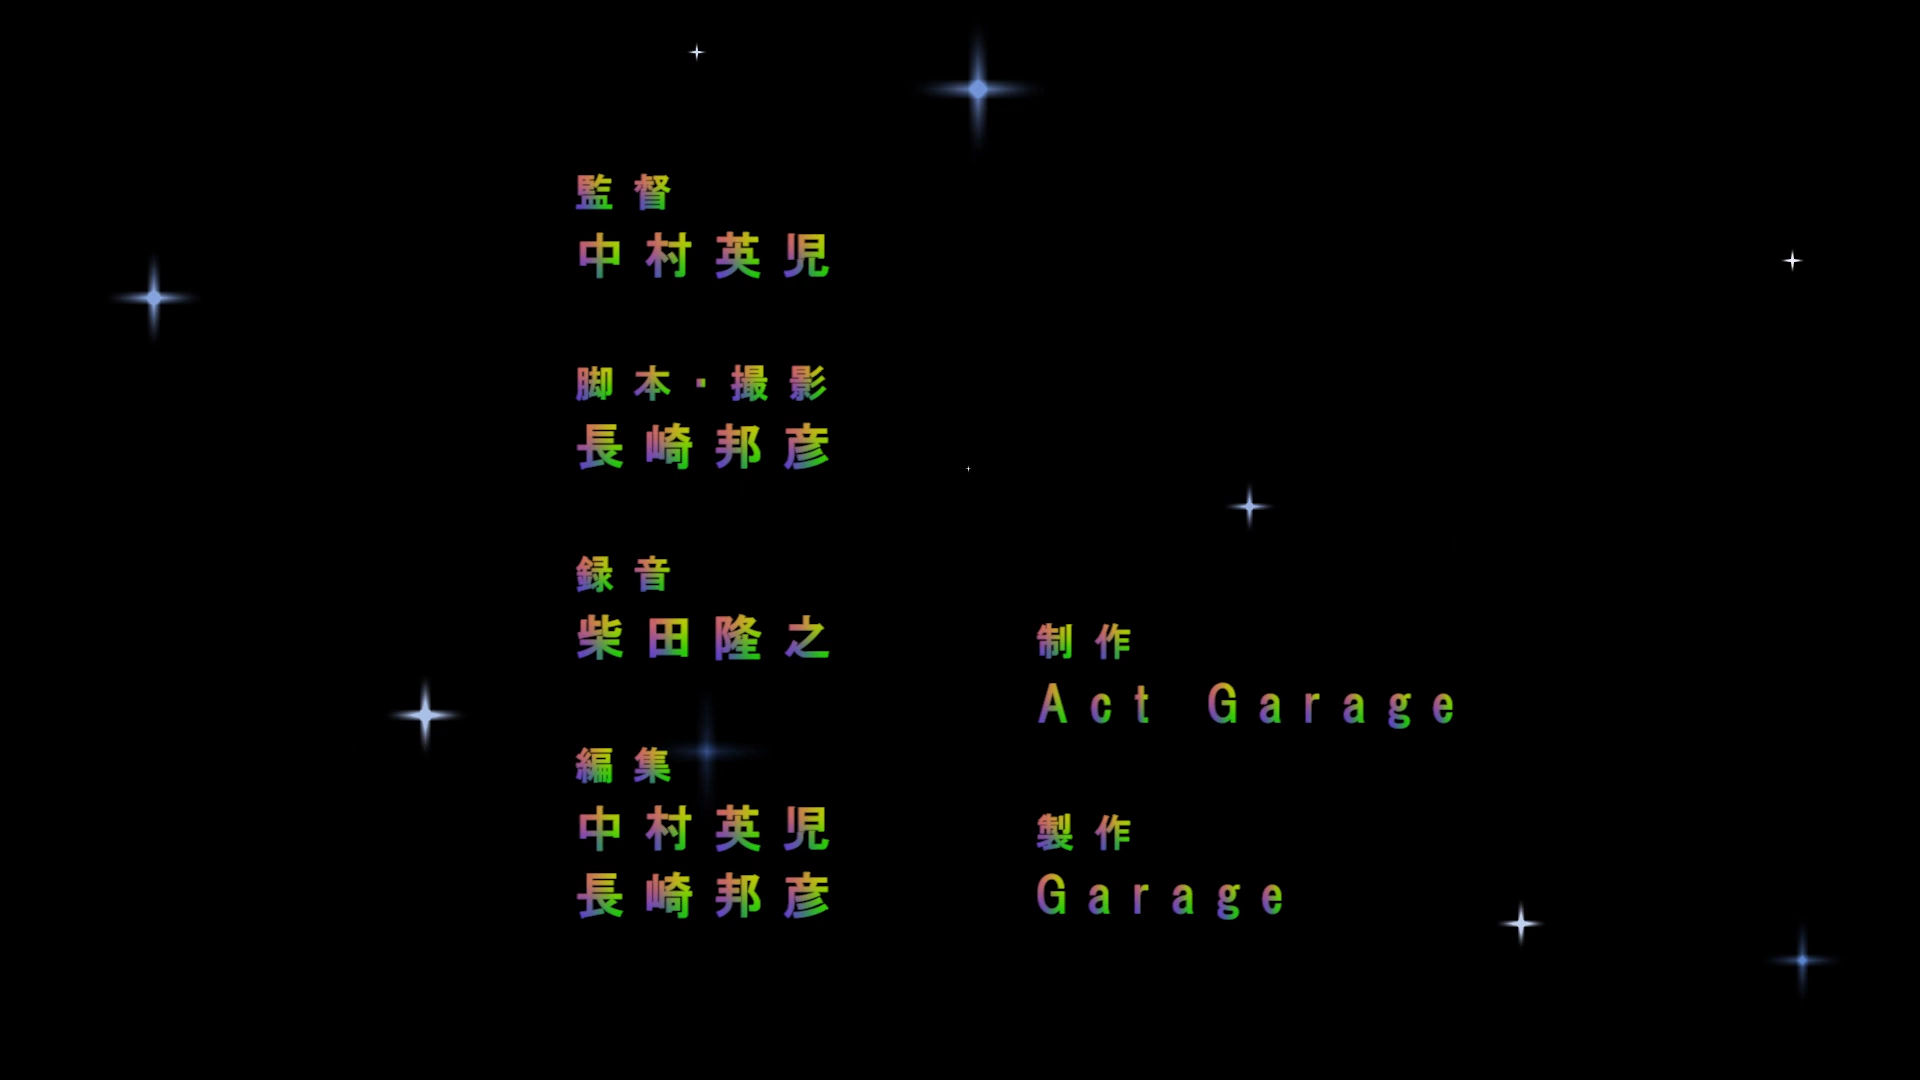 監督
中村英児
脚本・撮影
長崎邦彦
録音
柴田隆之
編集
中村英児
長崎邦彦
制作
Act Garage
製作
Garage